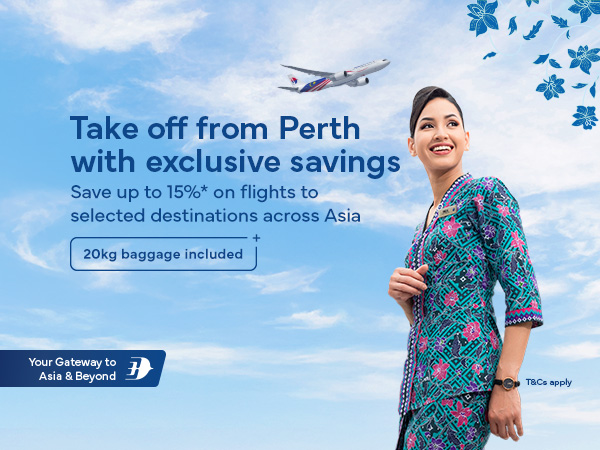 Take off from Perth
with exclusive savings
Save up to 15%* on flights to
selected destinations across Asia
20kg baggage included
+
Your Gateway to
Asia & Beyond
T&Cs apply